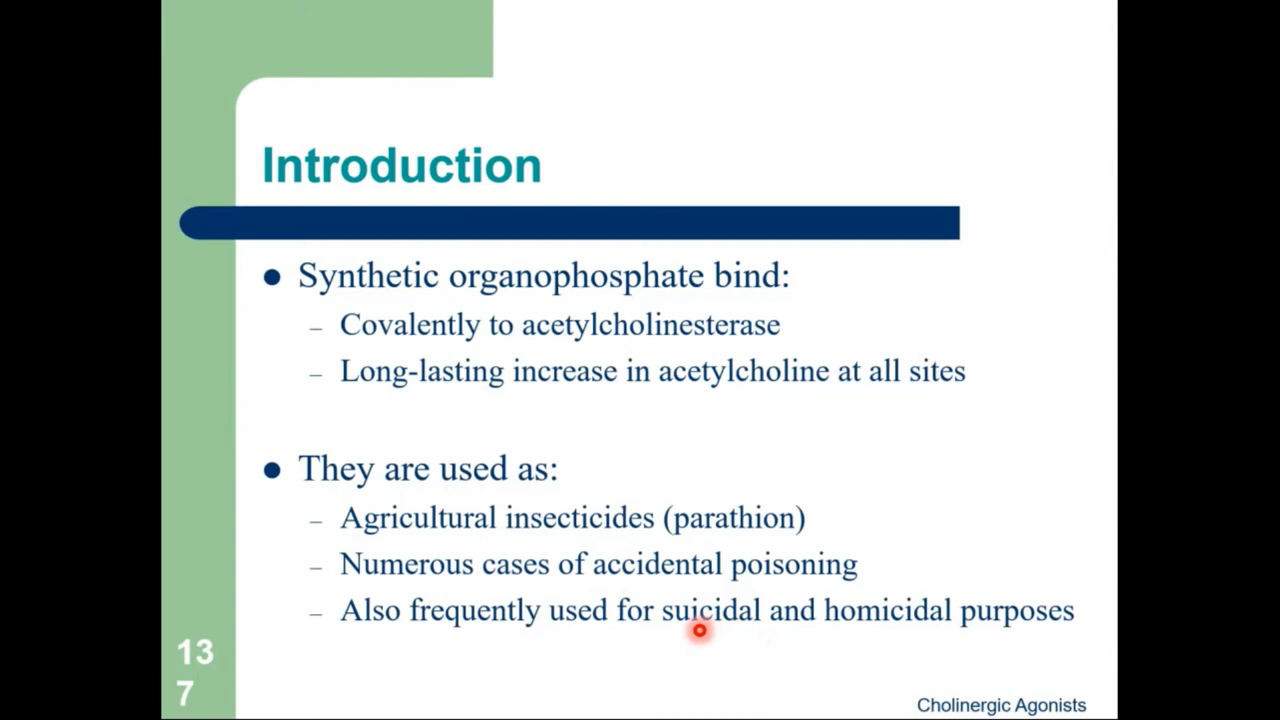 Introduction
Synthetic organophosphate bind:
– Covalently to acetylcholinesterase
– Long-lasting increase in acetylcholine at all sites
They are used as:
– Agricultural insecticides (parathion)
– Numerous cases of accidental poisoning
– Also frequently used for suicidal and homicidal purposes
13
7
Cholinergic Agonists